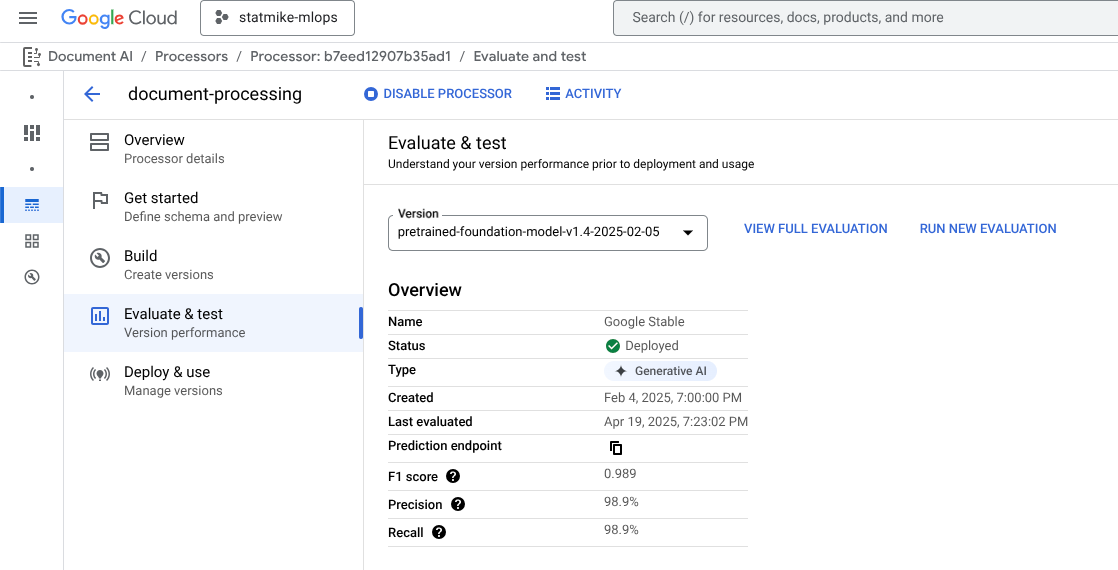 Google Cloud
statmike-mlops
Search (/) for resources, docs, products, and more
Document AI / Processors / Processor: b7eed12907b35ad1 / Evaluate and test
document-processing
DISABLE PROCESSOR
ACTIVITY
Overview
Processor details
Get started
Define schema and preview
Build
Create versions
Evaluate & test
Version performance
Deploy & use
Manage versions
Evaluate & test
Understand your version performance prior to deployment and usage
Version
pretrained-foundation-model-v1.4-2025-02-05
VIEW FULL EVALUATION
RUN NEW EVALUATION
Overview
Name Google Stable
Status Deployed
Type Generative AI
Created Feb 4, 2025, 7:00:00 PM
Last evaluated Apr 19, 2025, 7:23:02 PM
Prediction endpoint
F1 score ? 0.989
Precision ? 98.9%
Recall ? 98.9%